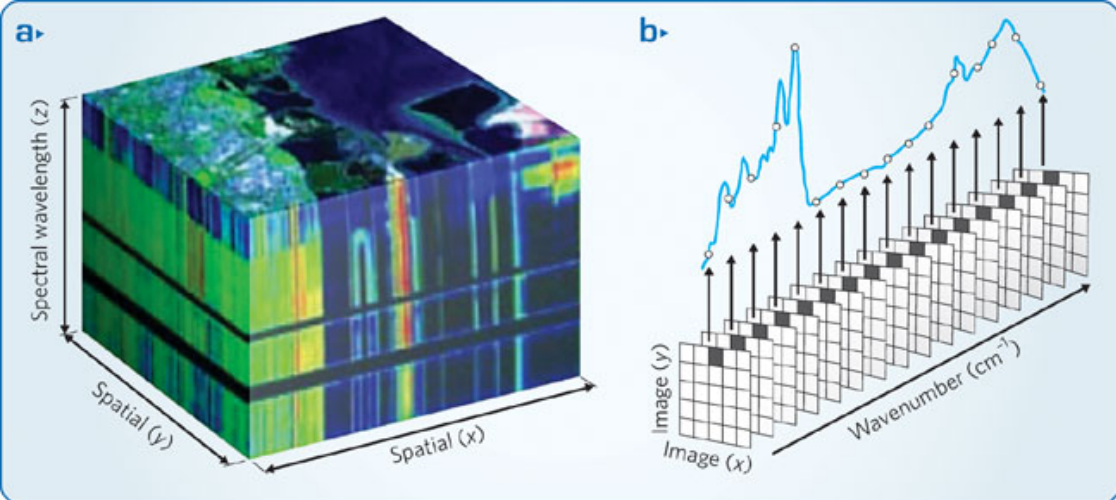 a
b
Spectral wavelength (z)
Spatial (y)
Spatial (x)
Image (y)
Image (x)
Wavenumber (cm⁻¹)